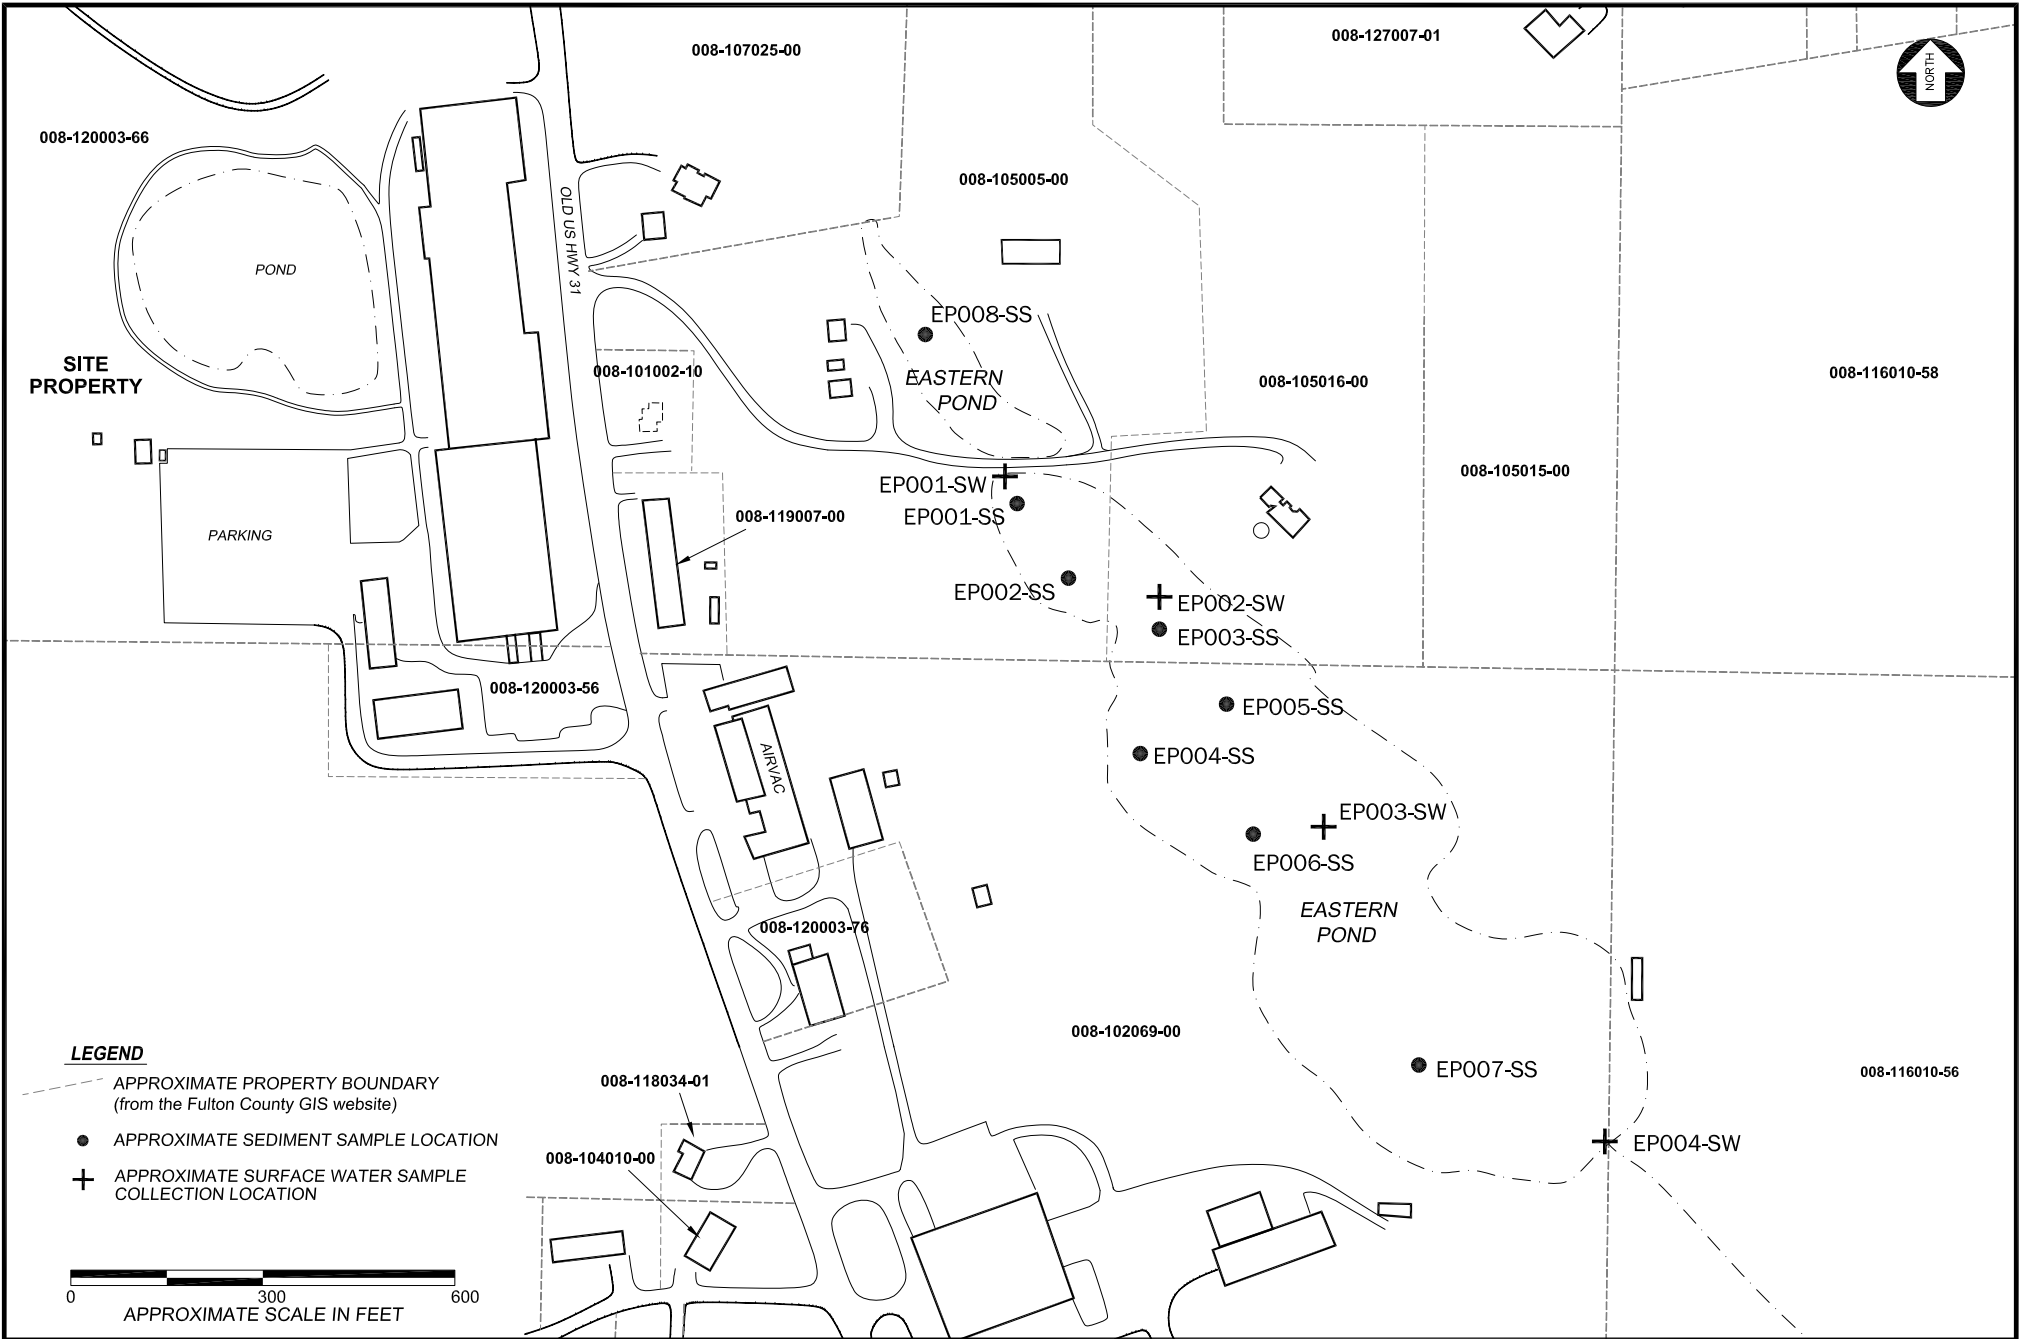 008-107025-00
008-127007-01
NORTH
008-120003-66
008-105005-00
OLD US HWY 31
POND
EP008-SS
SITE
PROPERTY
008-101002-10
EASTERN
POND
008-105016-00
008-116010-58
008-105015-00
EP001-SW
EP001-SS
008-119007-00
PARKING
EP002-SS
EP002-SW
EP003-SS
008-120003-56
EP005-SS
EP004-SS
AIRVAC
EP003-SW
EP006-SS
EASTERN
POND
008-120003-76
008-102069-00
EP007-SS
008-116010-56
EP004-SW
008-118034-01
008-104010-00
LEGEND
APPROXIMATE PROPERTY BOUNDARY
(from the Fulton County GIS website)
APPROXIMATE SEDIMENT SAMPLE LOCATION
APPROXIMATE SURFACE WATER SAMPLE
COLLECTION LOCATION
0 300 600
APPROXIMATE SCALE IN FEET